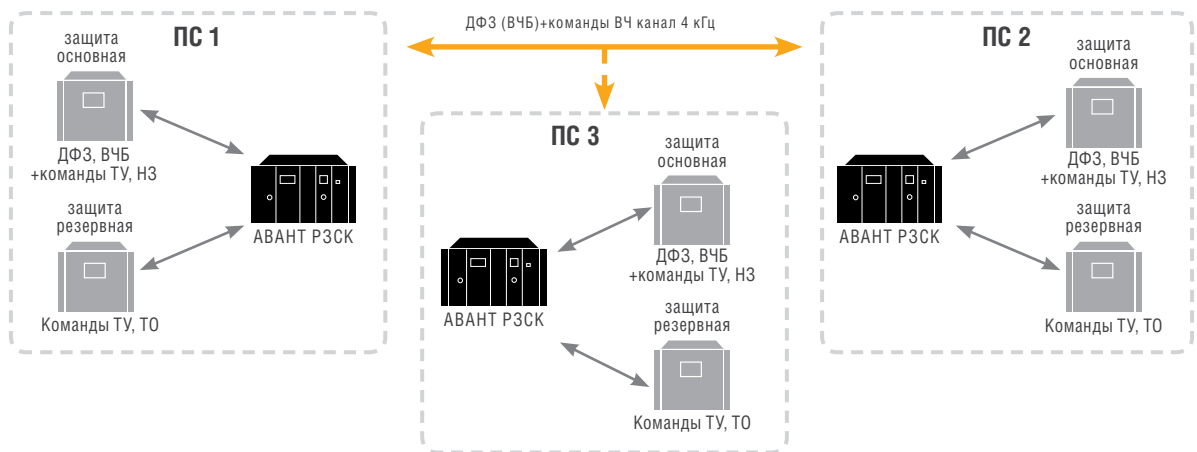 ДФЗ (ВЧБ)+команды ВЧ канал 4 кГц
ПС 1
защита
основная
ДФЗ, ВЧБ
+команды ТУ, НЗ
защита
резервная
Команды ТУ, ТО
АВАНТ РЗСК
ПС 3
защита
основная
ДФЗ, ВЧБ
+команды ТУ, НЗ
АВАНТ РЗСК
защита
резервная
Команды ТУ, ТО
ПС 2
защита
основная
ДФЗ, ВЧБ
+команды ТУ, НЗ
АВАНТ РЗСК
защита
резервная
Команды ТУ, ТО